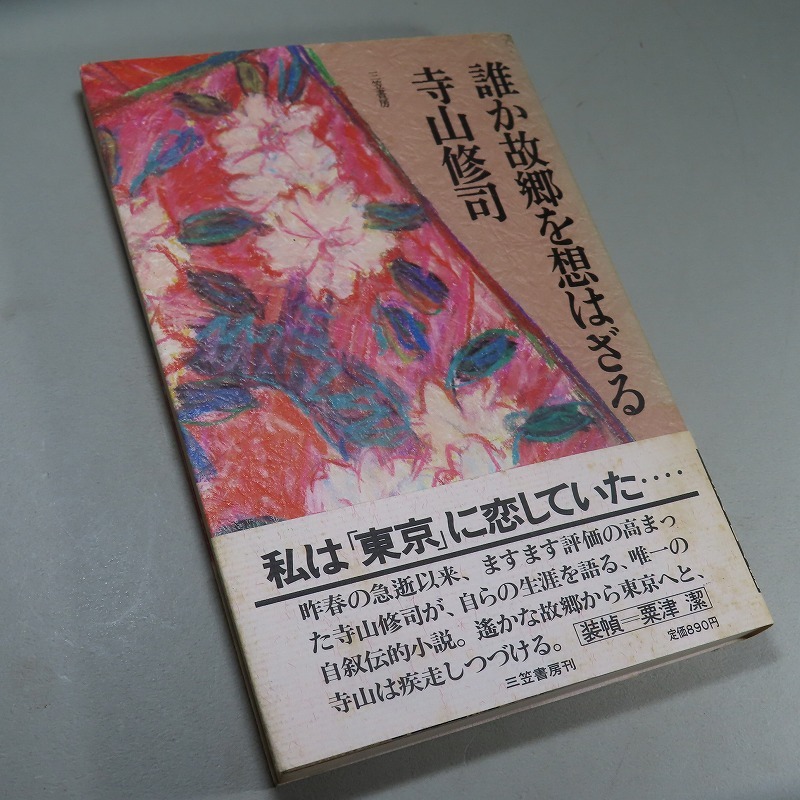 誰か故郷を想はざる
寺山修司
三笠書房
私は「東京」に恋していた‥‥
昨春の急逝以来、ますます評価の高まっ
た寺山修司が、自らの生涯を語る、唯一の
自叙伝的小説。遙かな故郷から東京へと、
寺山は疾走しつづける。
装幀=粟津 潔
定価890円
三笠書房刊